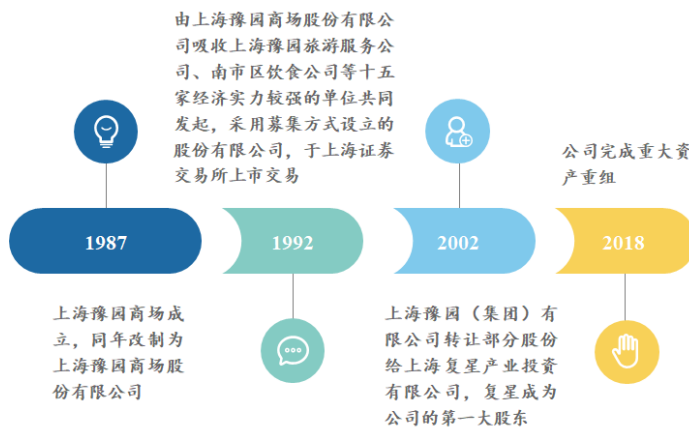 由上海豫园商场股份有限公
司吸收上海豫园旅游服务公
司、南市区饮食公司等十五
家经济实力较强的单位共同
发起，采用募集方式设立的
股份有限公司，于上海证券
交易所上市交易
公司完成重大资
产重组
1987
1992
2002
2018
上海豫园商场成
立，同年改制为
上海豫园商场股
份有限公司
上海豫园（集团）有
限公司转让部分股份
给上海复星产业投资
有限公司，复星成为
公司的第一大股东